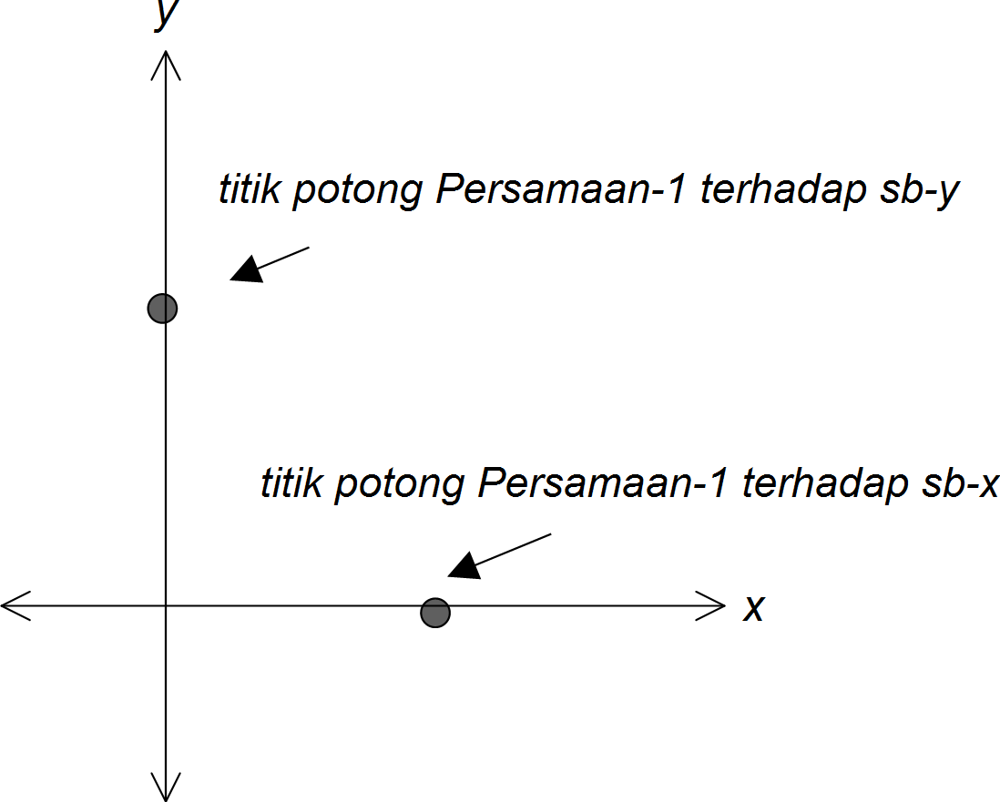 y
titik potong Persamaan-1 terhadap sb-y
titik potong Persamaan-1 terhadap sb-x
x